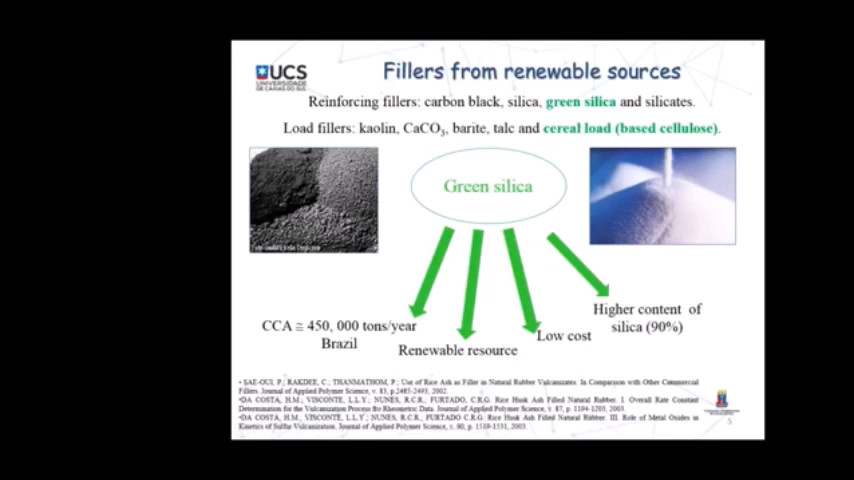 UCS
UNIVERSIDADE
DE CAXIAS DO SUL
Fillers from renewable sources
Reinforcing fillers: carbon black, silica, green silica and silicates.
Load fillers: kaolin, CaCO₃, barite, talc and cereal load (based cellulose).
Green silica
Higher content of
silica (90%)
CCA ≅ 450, 000 tons/year
Brazil
Low cost
Renewable resource
• SAE-OUI, P.; RAKDEE, C.; THANMATHOM, P.; Use of Rice Ash as Filler in Natural Rubber Vulcanizates: In Comparison with Other Commercial
Fillers. Journal of Applied Polymer Science, v. 83, p.2485-2493, 2002.
•DA COSTA, H.M.; VISCONTE, L.L.Y.; NUNES, R.C.R.; FURTADO, C.R.G. Rice Husk Ash Filled Natural Rubber. I. Overall Rate Constant
Determination for the Vulcanization Process fro Rheometric Data. Journal of Applied Polymer Science, v. 87, p. 1194-1203, 2003.
•DA COSTA, H.M.; VISCONTE, L.L.Y.; NUNES, R.C.R.; FURTADO C.R.G. Rice Husk Ash Filled Natural Rubber. III. Role of Metal Oxides in
Kinetics of Sulfur Vulcanization. Journal of Applied Polymer Science, v. 90, p. 1519-1531, 2003.
5